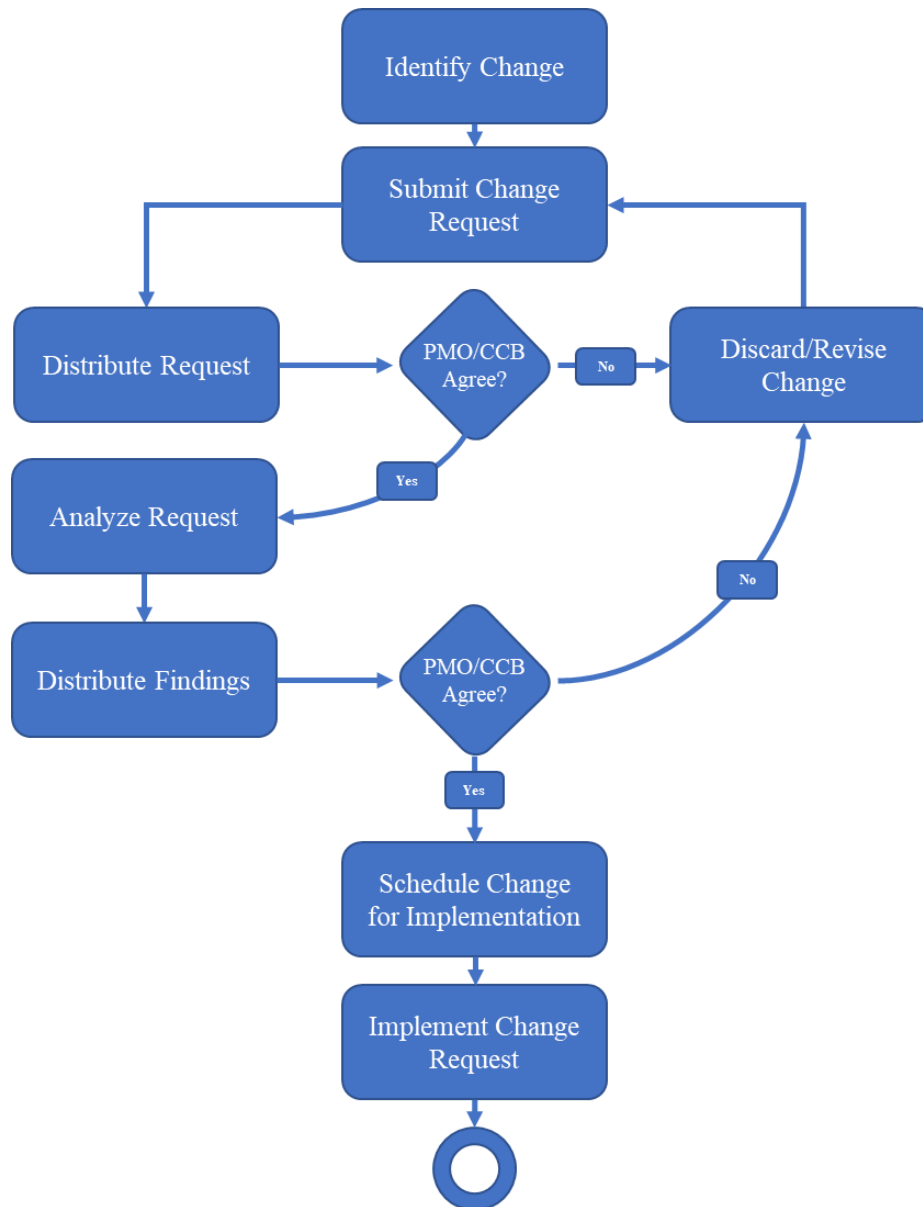 Identify Change
Submit Change
Request
Distribute Request
PMO/CCB
Agree?
No
Discard/Revise
Change
Yes
Analyze Request
No
Distribute Findings
PMO/CCB
Agree?
Yes
Schedule Change
for Implementation
Implement Change
Request